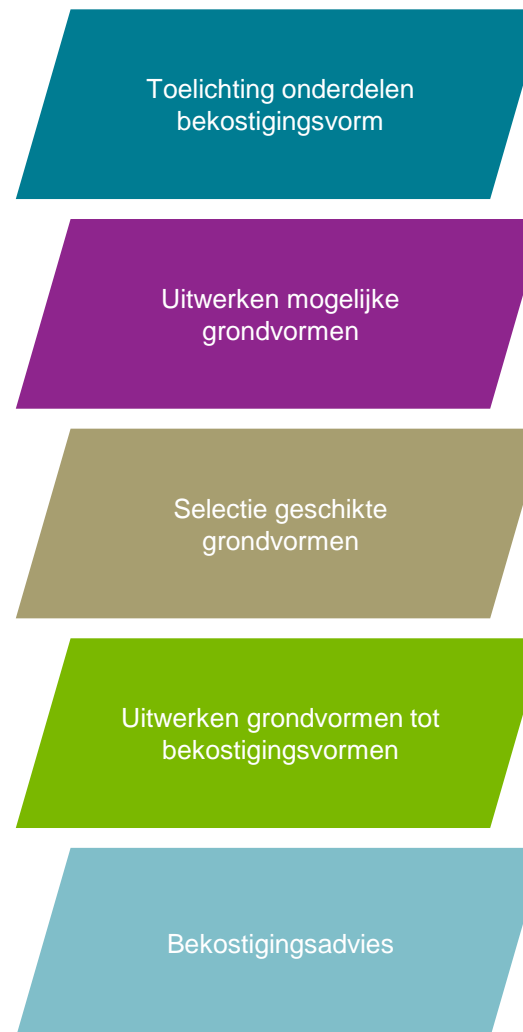 Toelichting onderdelen
bekostigingsvorm
Uitwerken mogelijke
grondvormen
Selectie geschikte
grondvormen
Uitwerken grondvormen tot
bekostigingsvormen
Bekostigingsadvies